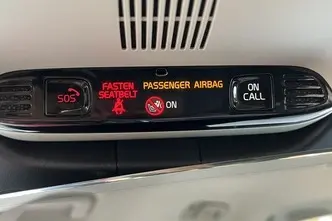 SOS
FASTEN
SEATBELT
PASSENGER AIRBAG
ON
ON
CALL